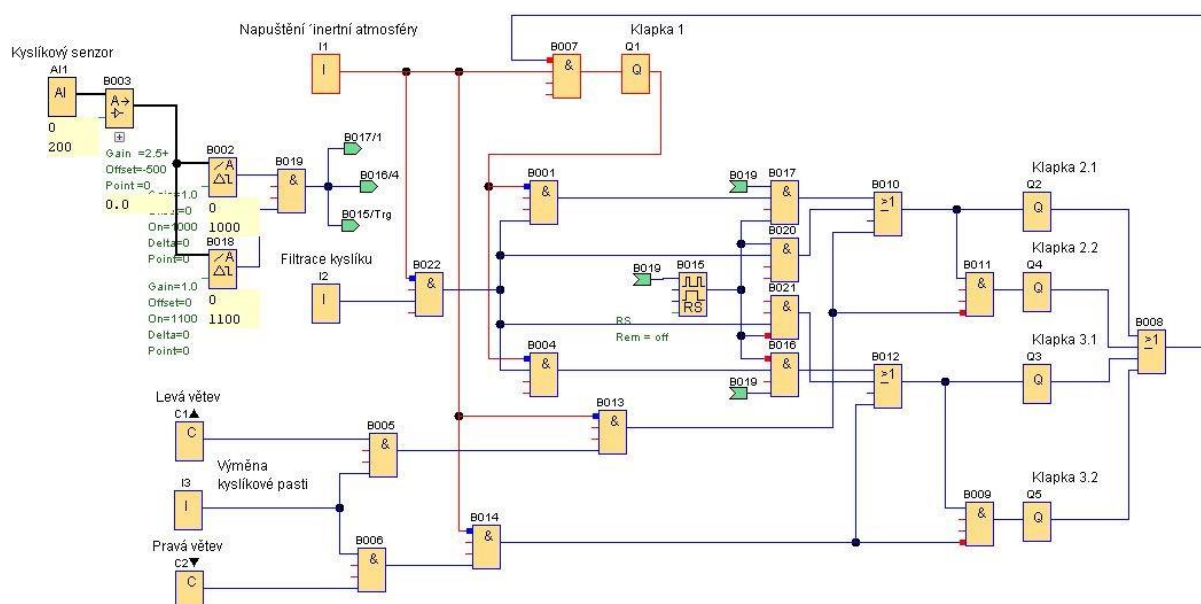 Napuštění ´inertní atmosféry
I1
I
B007
&
Klapka 1
Q1
Q
Kyslíkový senzor
AI1
AI
0
200
B003
A→
Gain =2.5+
Offset=-500
Point=0
0.0
B002
/A
0
1000
Gain=1.0
On=1000
Delta=0
Point=0
B018
/A
0
1100
Gain=1.0
Offset=0
On=1100
Delta=0
Point=0
B019
&
B017/1
B016/4
B015/Trg
Filtrace kyslíku
I2
I
B022
&
B001
&
B004
&
B019
B017
&
B020
&
B019
B015
RS
RS
Rem = off
B021
&
B016
&
B019
B010
>1
B012
>1
B011
&
Klapka 2.1
Q2
Q
Klapka 2.2
Q4
Q
Klapka 3.1
Q3
Q
B008
>1
Klapka 3.2
Q5
Q
B009
&
Levá větev
C1▲
C
B005
&
B013
&
Výměna
kyslíkové pasti
I3
I
B014
&
B006
&
Pravá větev
C2▼
C